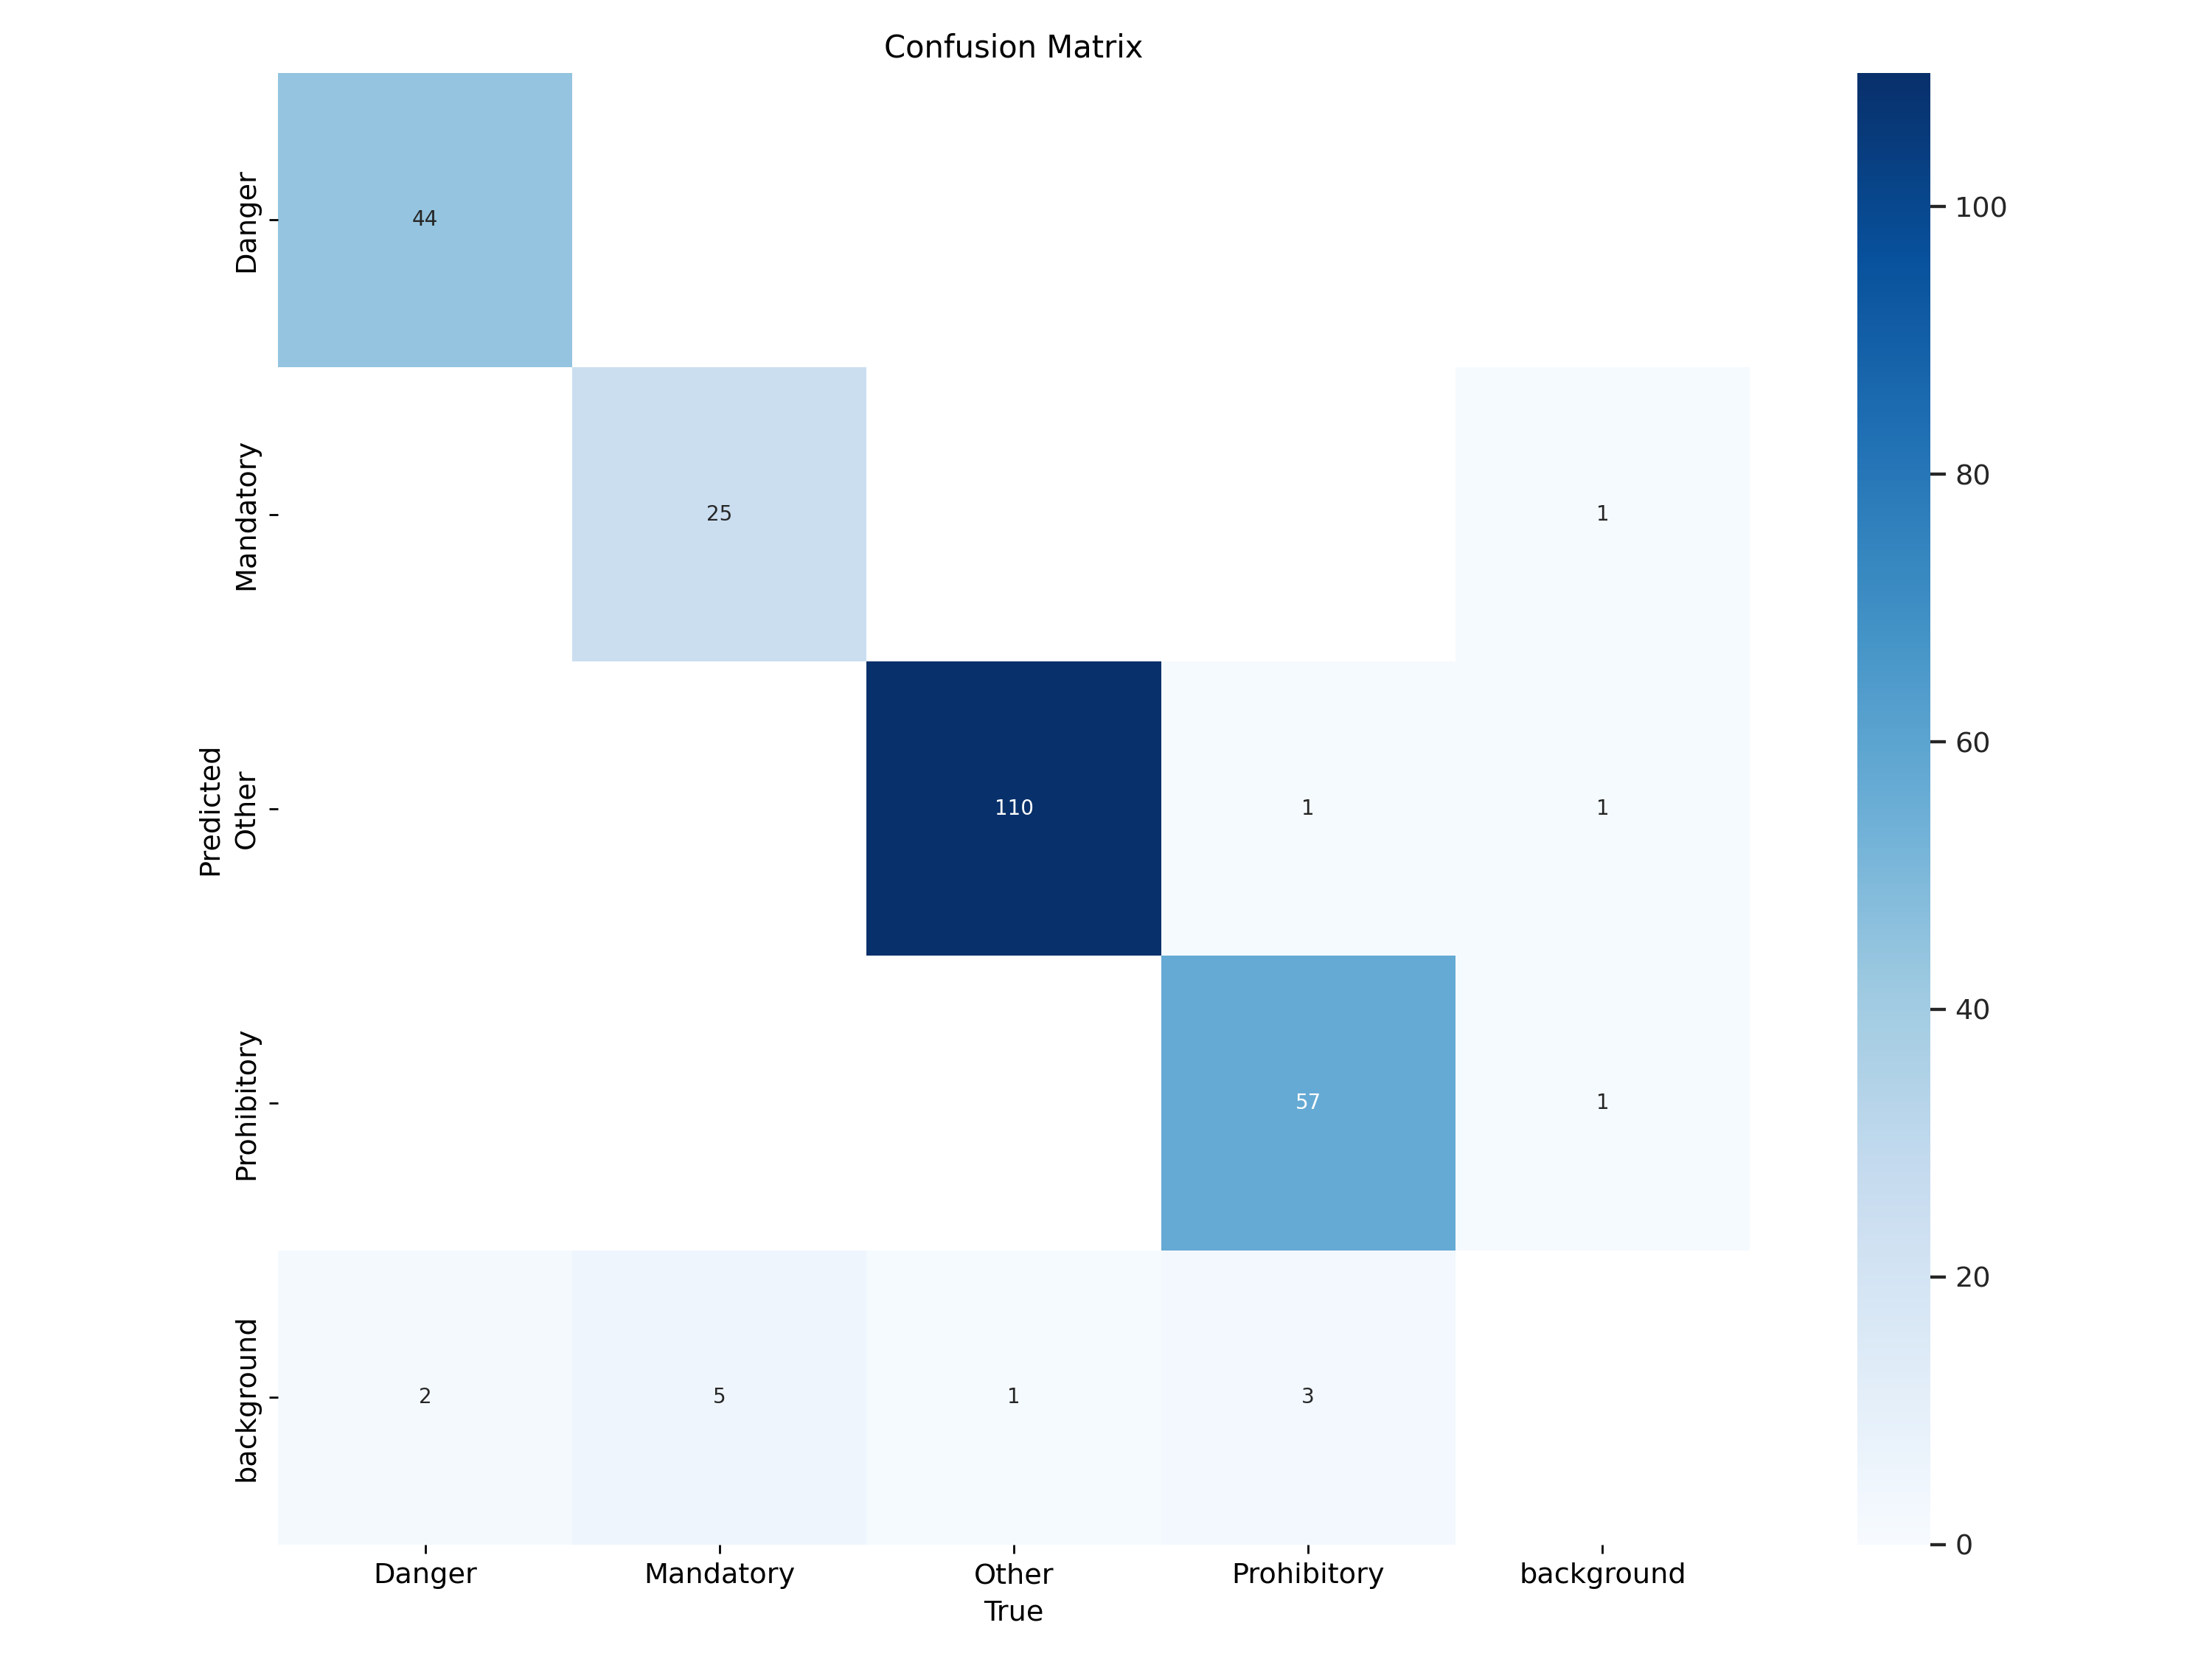 Confusion Matrix
Danger
44
Mandatory
25
1
Predicted
Other
110
1
1
Prohibitory
57
1
background
2
5
1
3
Danger
Mandatory
Other
Prohibitory
background
True
100
80
60
40
20
0